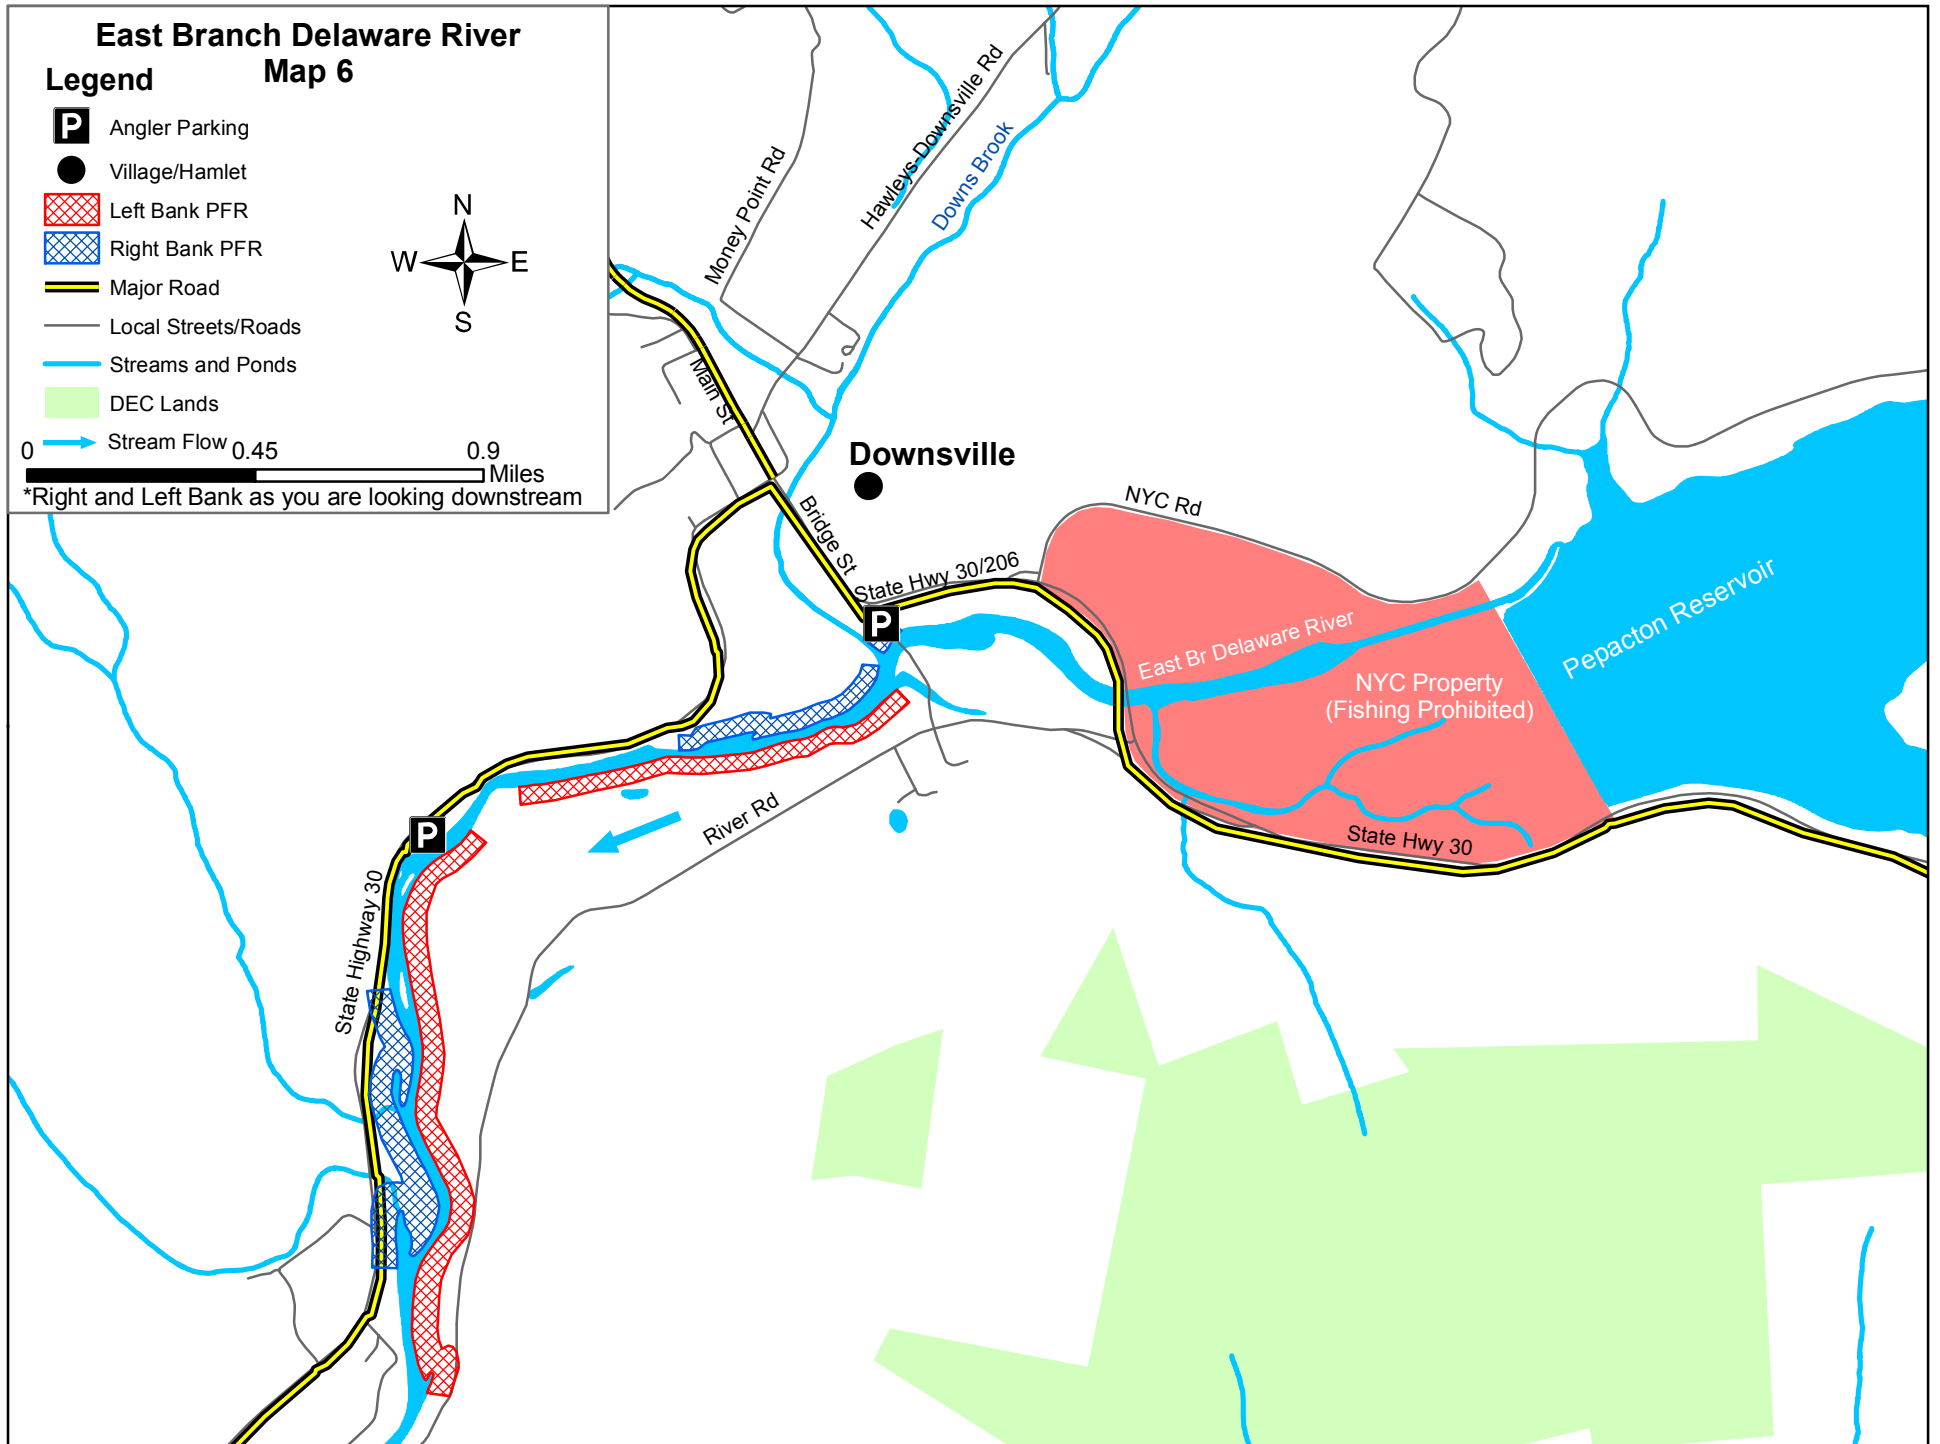 East Branch Delaware River
Map 6
Legend
P Angler Parking
Village/Hamlet
Left Bank PFR
Right Bank PFR
Major Road
Local Streets/Roads
Streams and Ponds
DEC Lands
Stream Flow
N
W E
S
0 0.45 0.9
Miles
*Right and Left Bank as you are looking downstream
Money Point Rd
Hawleys-Downsville Rd
Downs Brook
Main St
Downsville
Bridge St
NYC Rd
State Hwy 30/206
P
East Br Delaware River
Pepacton Reservoir
NYC Property
(Fishing Prohibited)
State Hwy 30
River Rd
P
State Highway 30